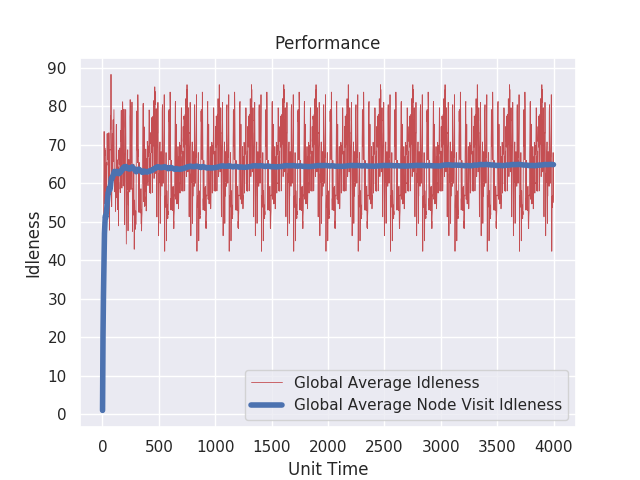 Performance
Idleness
90
80
70
60
50
40
30
20
10
0
Global Average Idleness
Global Average Node Visit Idleness
0 500 1000 1500 2000 2500 3000 3500 4000
Unit Time